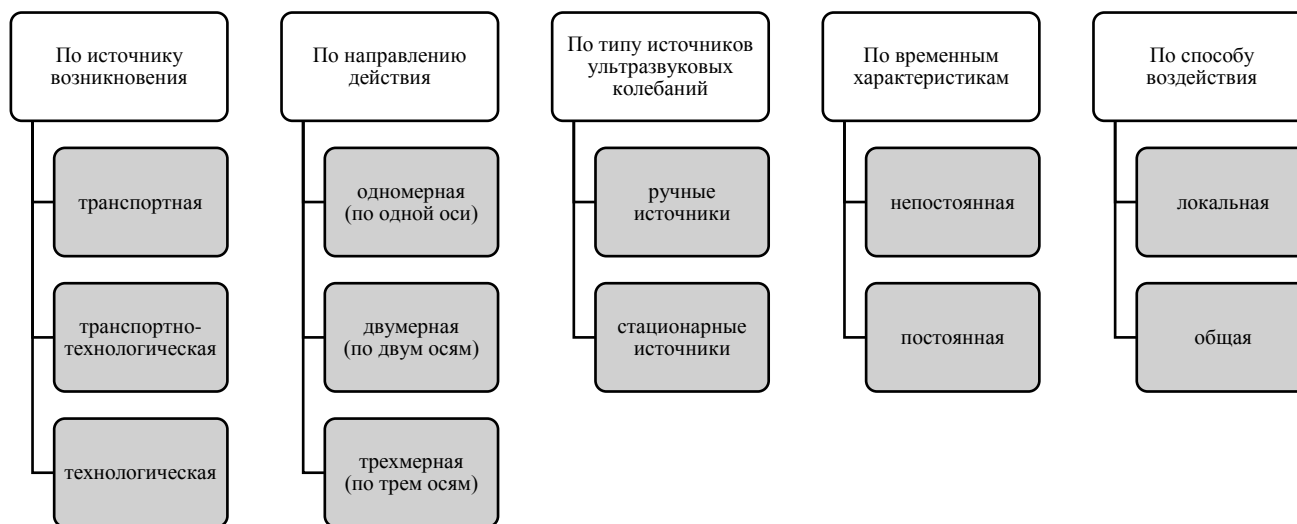 По источнику
возникновения
транспортная
транспортно-
технологическая
технологическая
По направлению
действия
одномерная
(по одной оси)
двумерная
(по двум осям)
трехмерная
(по трем осям)
По типу источников
ультразвуковых
колебаний
ручные
источники
стационарные
источники
По временным
характеристикам
непостоянная
постоянная
По способу
воздействия
локальная
общая